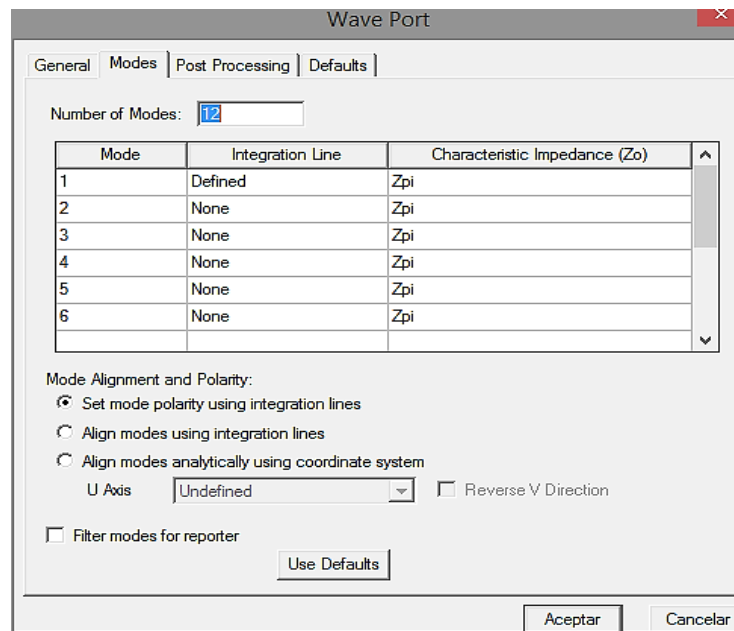 Wave Port
General Modes Post Processing Defaults
Number of Modes: 12
Mode Integration Line Characteristic Impedance (Zo)
1 Defined Zpi
2 None Zpi
3 None Zpi
4 None Zpi
5 None Zpi
6 None Zpi
Mode Alignment and Polarity:
Set mode polarity using integration lines
Align modes using integration lines
Align modes analytically using coordinate system
U Axis Undefined Reverse V Direction
Filter modes for reporter
Use Defaults
Aceptar Cancelar